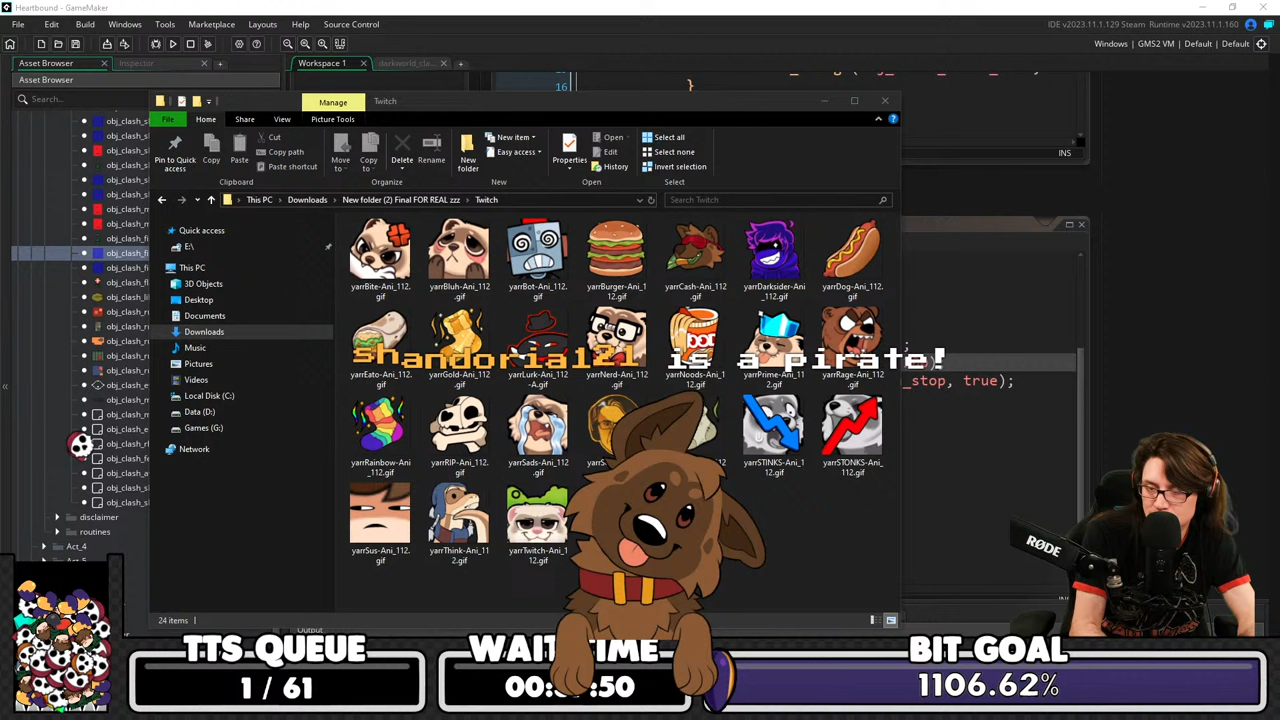 Heartbound - GameMaker
File Edit Build Windows Tools Marketplace Layouts Help Source Control
IDE v2023.11.1.129 Steam Runtime v2023.11.1.160
Windows | GMS2 VM | Default | Default
Asset Browser
Inspector
Workspace 1
darkworld_cla...
Asset Browser
Search...
16
}
INS
Manage
Twitch
File Home Share View Picture Tools
Pin to Quick access
Copy
Paste
Cut
Copy path
Paste shortcut
Clipboard
Move to
Copy to
Delete
Rename
Organize
New folder
New item
Easy access
New
Properties
Open
Edit
History
Open
Select all
Select none
Invert selection
Select
This PC > Downloads > New folder (2) Final FOR REAL zzz > Twitch
Search Twitch
Quick access
E:\
This PC
3D Objects
Desktop
Documents
Downloads
Music
Pictures
Videos
Local Disk (C:)
Data (D:)
Games (G:)
Network
yarrBite-Ani_112.gif
yarrBluh-Ani_112.gif
yarrBot-Ani_112.gif
yarrBurger-Ani_112.gif
yarrCash-Ani_112.gif
yarrDarksider-Ani_112.gif
yarrDog-Ani_112.gif
shandoria121 is a pirate!
yarrEato-Ani_112.gif
yarrGold-Ani_112.gif
yarrLurk-Ani_112-A.gif
yarrNerd-Ani_112.gif
yarrNoods-Ani_112.gif
yarrPrime-Ani_112.gif
yarrRage-Ani_112.gif
_stop, true);
yarrRainbow-Ani_112.gif
yarrRIP-Ani_112.gif
yarrSads-Ani_112.gif
yarrSTINKS-Ani_112.gif
yarrSTONKS-Ani_112.gif
yarrSus-Ani_112.gif
yarrThink-Ani_112.gif
yarrTwitch-Ani_112.gif
disclaimer
routines
Act_4
24 items
Output
RØDE
TTS QUEUE
1 / 61
BIT GOAL
1106.62%